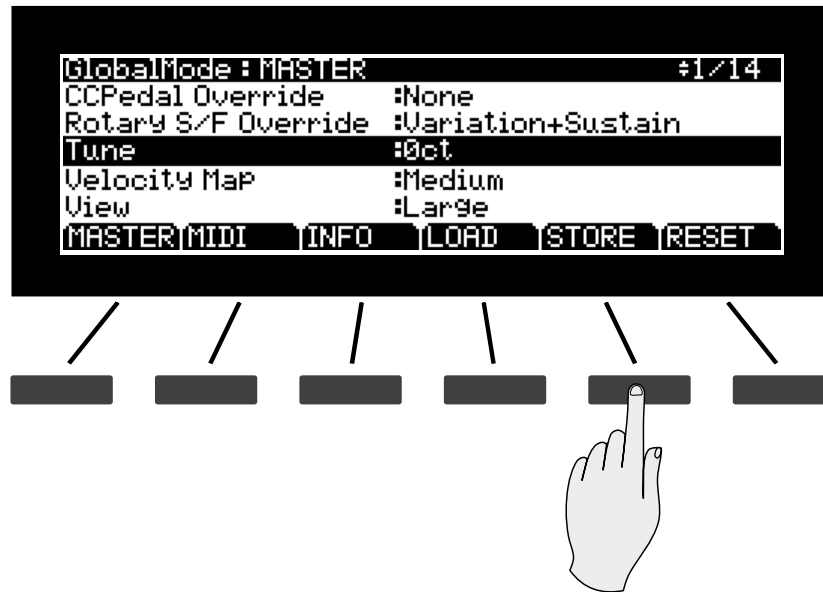 GlobalMode:MASTER 1/14
CCPedal Override :None
Rotary S/F Override :Variation+Sustain
Tune :0ct
Velocity Map :Medium
View :Large
MASTER MIDI INFO LOAD STORE RESET